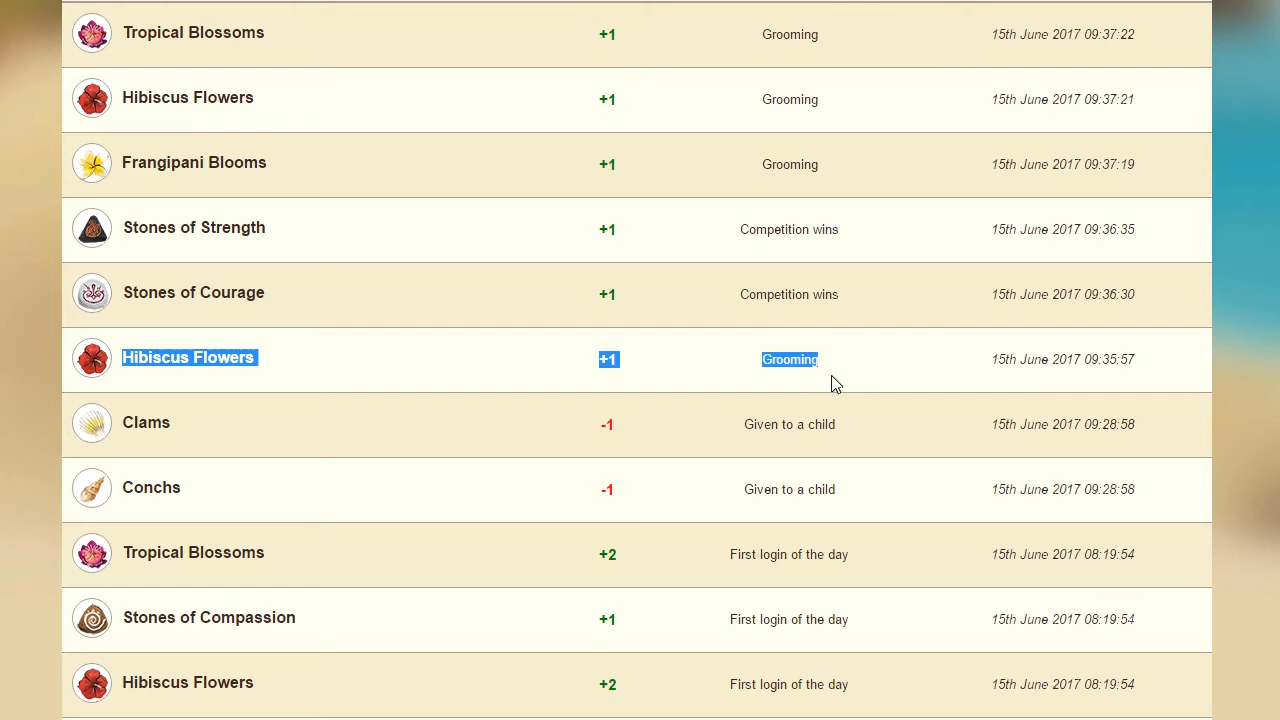 Tropical Blossoms +1 Grooming 15th June 2017 09:37:22
Hibiscus Flowers +1 Grooming 15th June 2017 09:37:21
Frangipani Blooms +1 Grooming 15th June 2017 09:37:19
Stones of Strength +1 Competition wins 15th June 2017 09:36:35
Stones of Courage +1 Competition wins 15th June 2017 09:36:30
Hibiscus Flowers +1 Grooming 15th June 2017 09:35:57
Clams -1 Given to a child 15th June 2017 09:28:58
Conchs -1 Given to a child 15th June 2017 09:28:58
Tropical Blossoms +2 First login of the day 15th June 2017 08:19:54
Stones of Compassion +1 First login of the day 15th June 2017 08:19:54
Hibiscus Flowers +2 First login of the day 15th June 2017 08:19:54